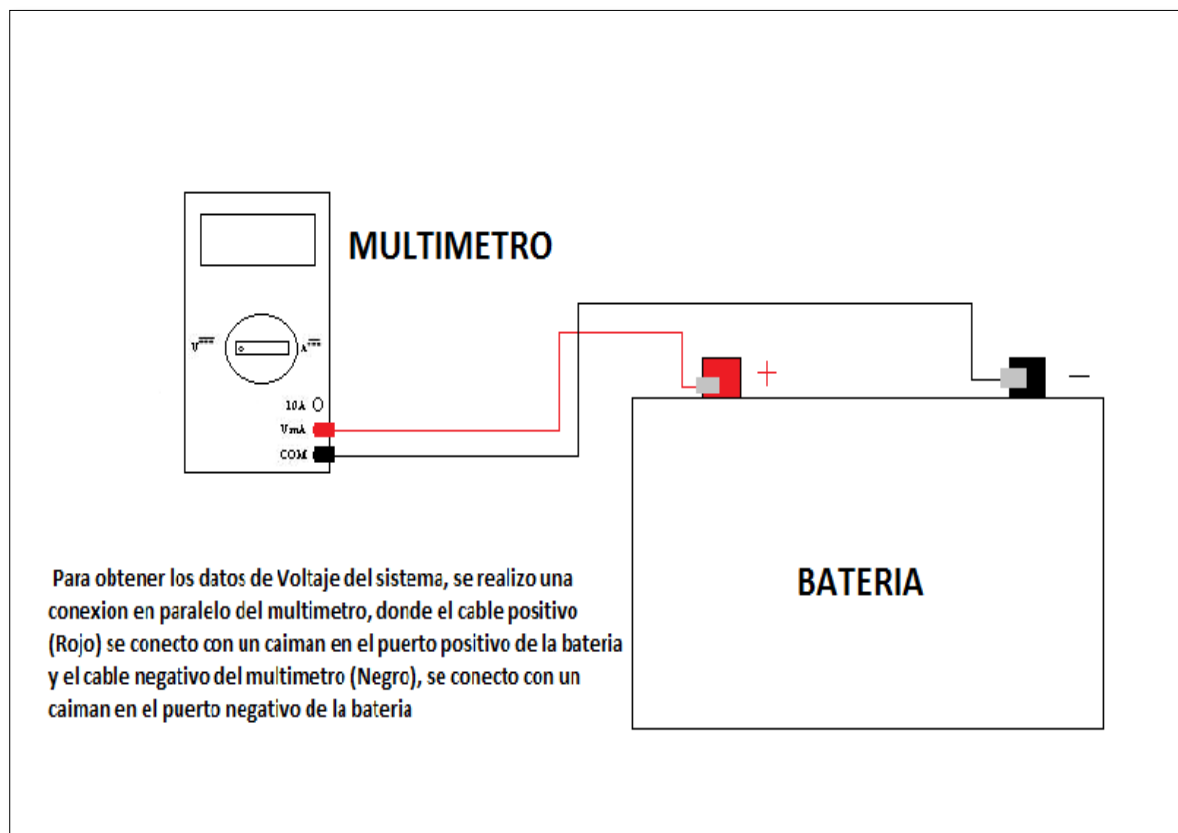 MULTIMETRO
V
A
10A
VmA
COM
+
−
BATERIA
Para obtener los datos de Voltaje del sistema, se realizo una
conexion en paralelo del multimetro, donde el cable positivo
(Rojo) se conecto con un caiman en el puerto positivo de la bateria
y el cable negativo del multimetro (Negro), se conecto con un
caiman en el puerto negativo de la bateria